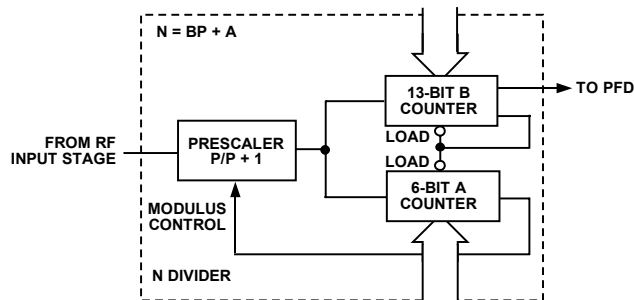 N = BP + A
13-BIT B
COUNTER
TO PFD
LOAD
FROM RF
INPUT STAGE
PRESCALER
P/P + 1
LOAD
6-BIT A
COUNTER
MODULUS
CONTROL
N DIVIDER